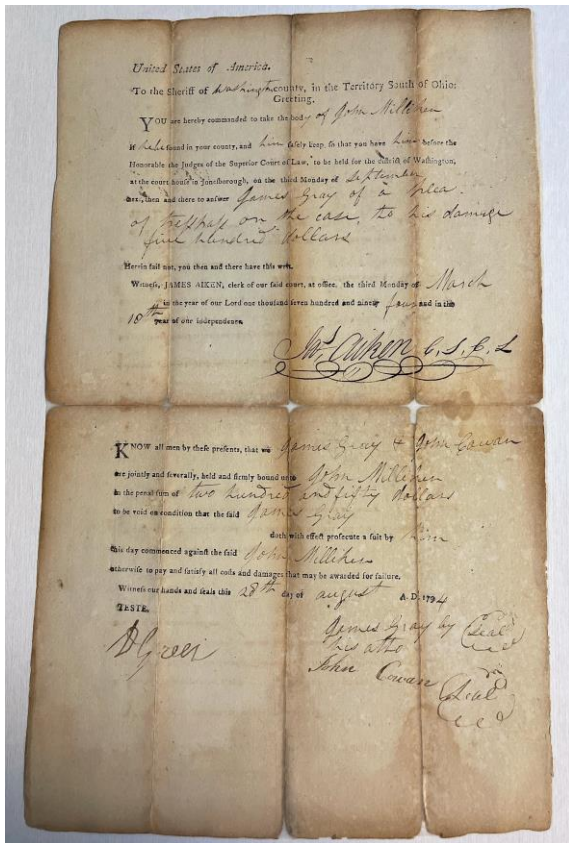 United States of America.
To the Sheriff of Washington county, in the Territory South of Ohio:
Greeting.
YOU are hereby commanded to take the body of John Milliken
if he be found in your county, and him ſafely keep, ſo that you have him before the
Honorable the Judges of the Superior Court of Law, to be held for the diſtrict of Waſhington,
at the court houſe in Joneſborough, on the third Monday of September
next, then and there to anſwer James Gray of a plea
of treſpaſs on the case, to his damage
five hundred dollars
Herein fail not, you then and there have this writ.
Witneſs, JAMES AIKEN, clerk of our ſaid court, at office, the third Monday of March
in the year of our Lord one thouſand ſeven hundred and ninety four and in the
18th year of our independence.
Jas. Aiken C, S, C, L
KNOW all men by theſe preſents, that we James Gray & John Cowan
are jointly and ſeverally, held and firmly bound unto John Milliken
in the penal ſum of two hundred and fifty dollars
to be void on condition that the ſaid James Gray
doth with effect proſecute a ſuit by him
this day commenced againſt the ſaid John Milliken
otherwiſe to pay and ſatisfy all coſts and damages that may be awarded for failure.
Witneſs our hands and ſeals this 28th day of august A.D. 1794
TESTE.
James Gray by Seal
his atto
John Cowan Seal